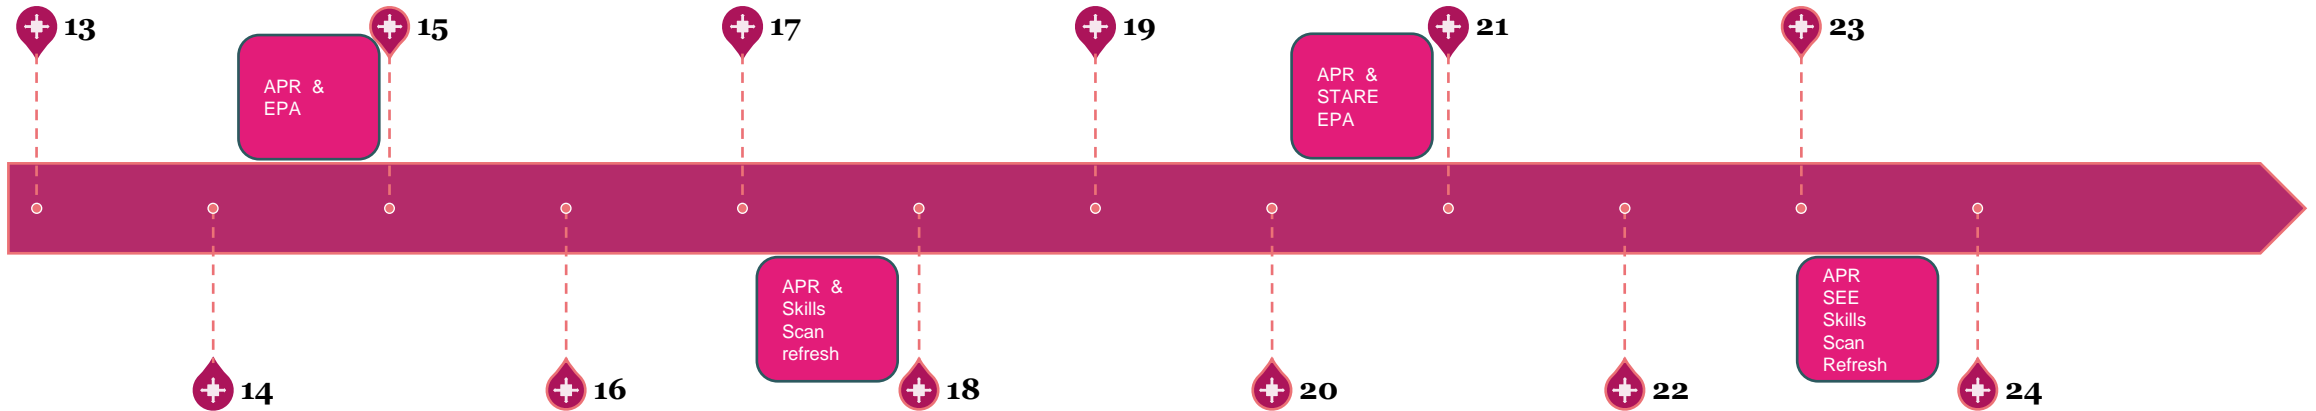 13
15
17
19
21
23
APR & 
EPA
APR & 
STARE
EPA
APR & 
Skills
Scan
refresh
APR
SEE
Skills
Scan
Refresh
14
16
18
20
22
24